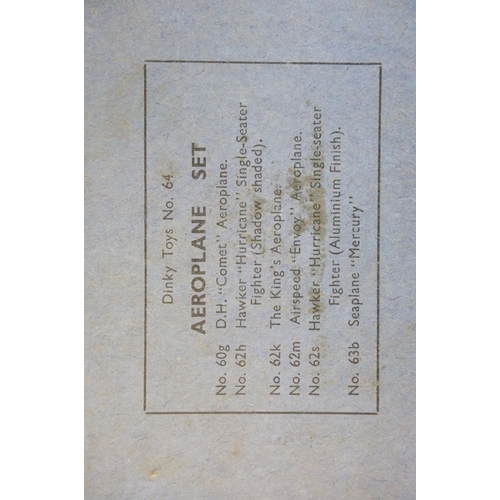 Dinky Toys No. 64
AEROPLANE SET
No. 60g D.H. "Comet" Aeroplane.
No. 62h Hawker "Hurricane" Single-Seater
Fighter (Shadow shaded).
No. 62k The King's Aeroplane.
No. 62m Airspeed "Envoy" Aeroplane.
No. 62s Hawker "Hurricane" Single-seater
Fighter (Aluminium Finish).
No. 63b Seaplane "Mercury"